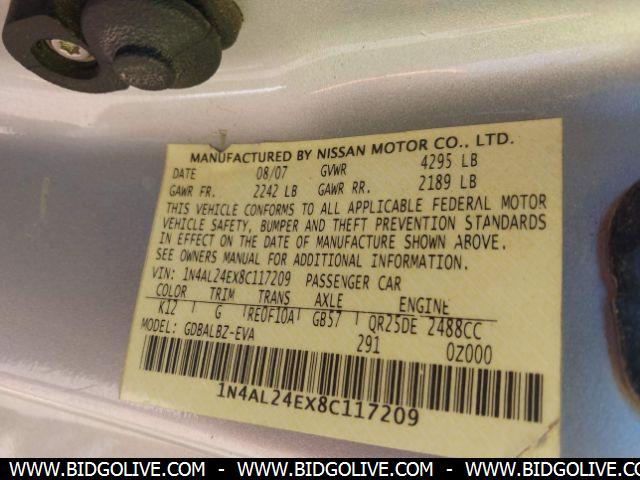 MANUFACTURED BY NISSAN MOTOR CO., LTD.
DATE 08/07 GVWR 4295 LB
GAWR FR. 2242 LB GAWR RR. 2189 LB
THIS VEHICLE CONFORMS TO ALL APPLICABLE FEDERAL MOTOR
VEHICLE SAFETY, BUMPER AND THEFT PREVENTION STANDARDS
IN EFFECT ON THE DATE OF MANUFACTURE SHOWN ABOVE.
SEE OWNERS MANUAL FOR ADDITIONAL INFORMATION.
VIN: 1N4AL24EX8C117209 PASSENGER CAR
COLOR TRIM TRANS AXLE ENGINE
K12 G RE0F10A GB57 QR25DE 2488CC
MODEL: GDBALBZ-EVA 291 0Z000
1N4AL24EX8C117209
WWW.BIDGOLIVE.COM - WWW.BIDGOLIVE.COM - WWW.BIDGOLIVE.COM